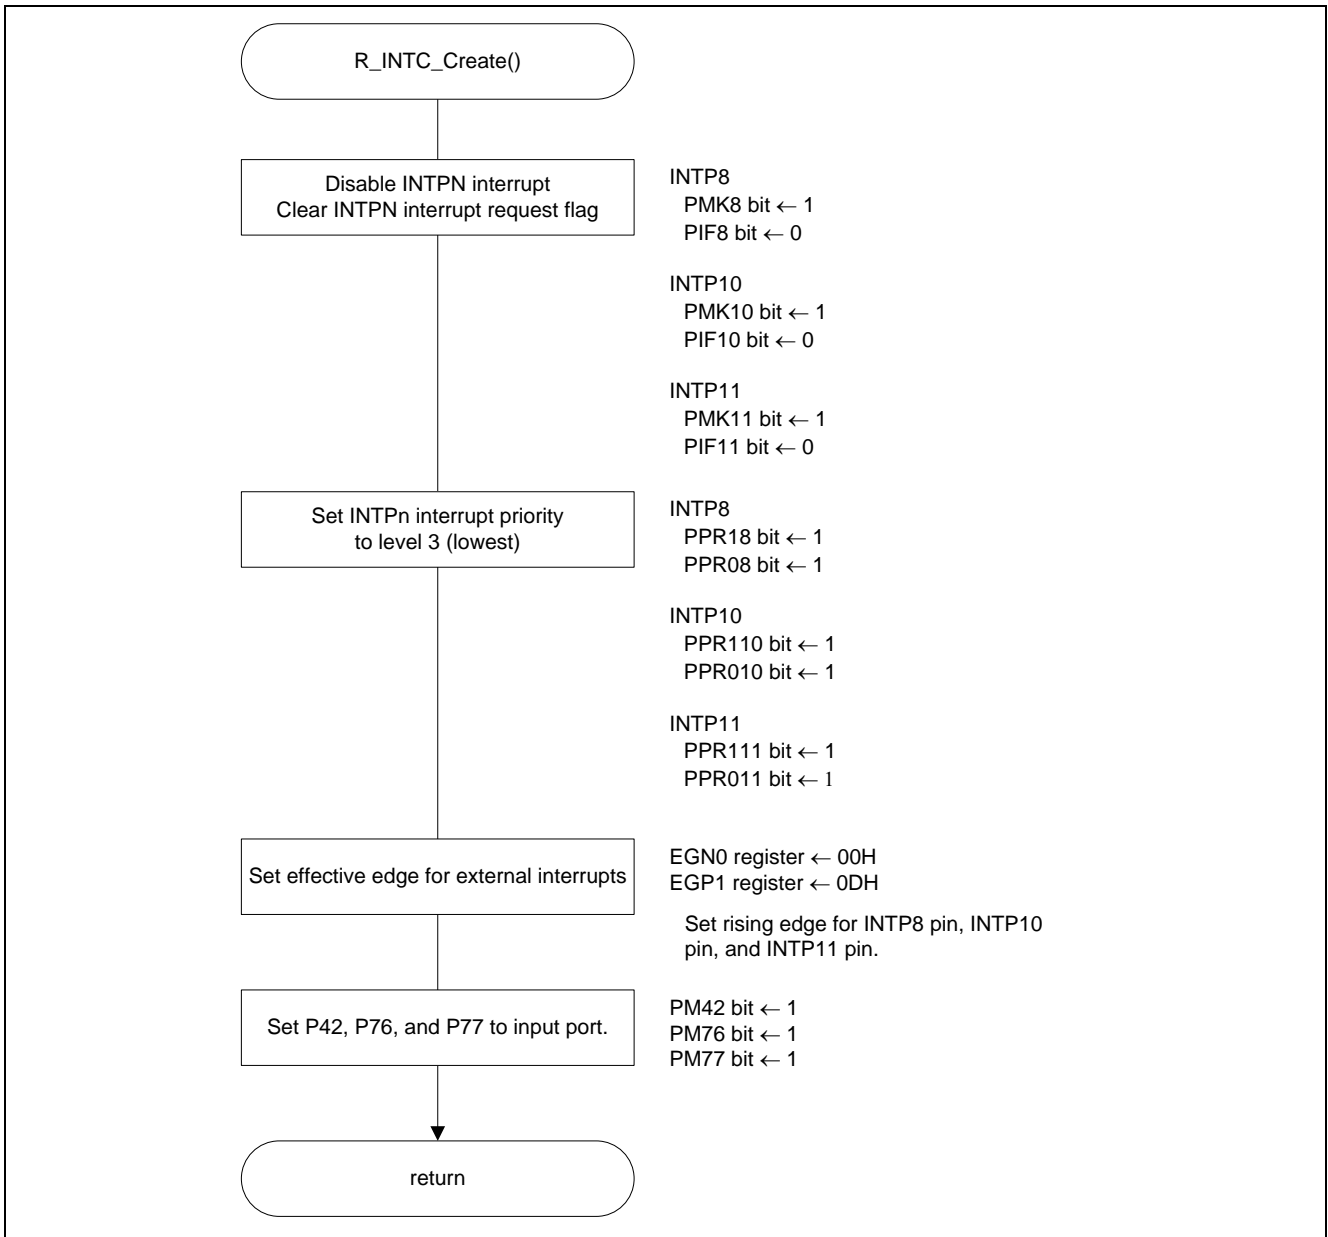 R_INTC_Create()
Disable INTPN interrupt
Clear INTPN interrupt request flag
INTP8
PMK8 bit ← 1
PIF8 bit ← 0
INTP10
PMK10 bit ← 1
PIF10 bit ← 0
INTP11
PMK11 bit ← 1
PIF11 bit ← 0
Set INTPn interrupt priority
to level 3 (lowest)
INTP8
PPR18 bit ← 1
PPR08 bit ← 1
INTP10
PPR110 bit ← 1
PPR010 bit ← 1
INTP11
PPR111 bit ← 1
PPR011 bit ← 1
Set effective edge for external interrupts
EGN0 register ← 00H
EGP1 register ← 0DH
Set rising edge for INTP8 pin, INTP10
pin, and INTP11 pin.
Set P42, P76, and P77 to input port.
PM42 bit ← 1
PM76 bit ← 1
PM77 bit ← 1
return